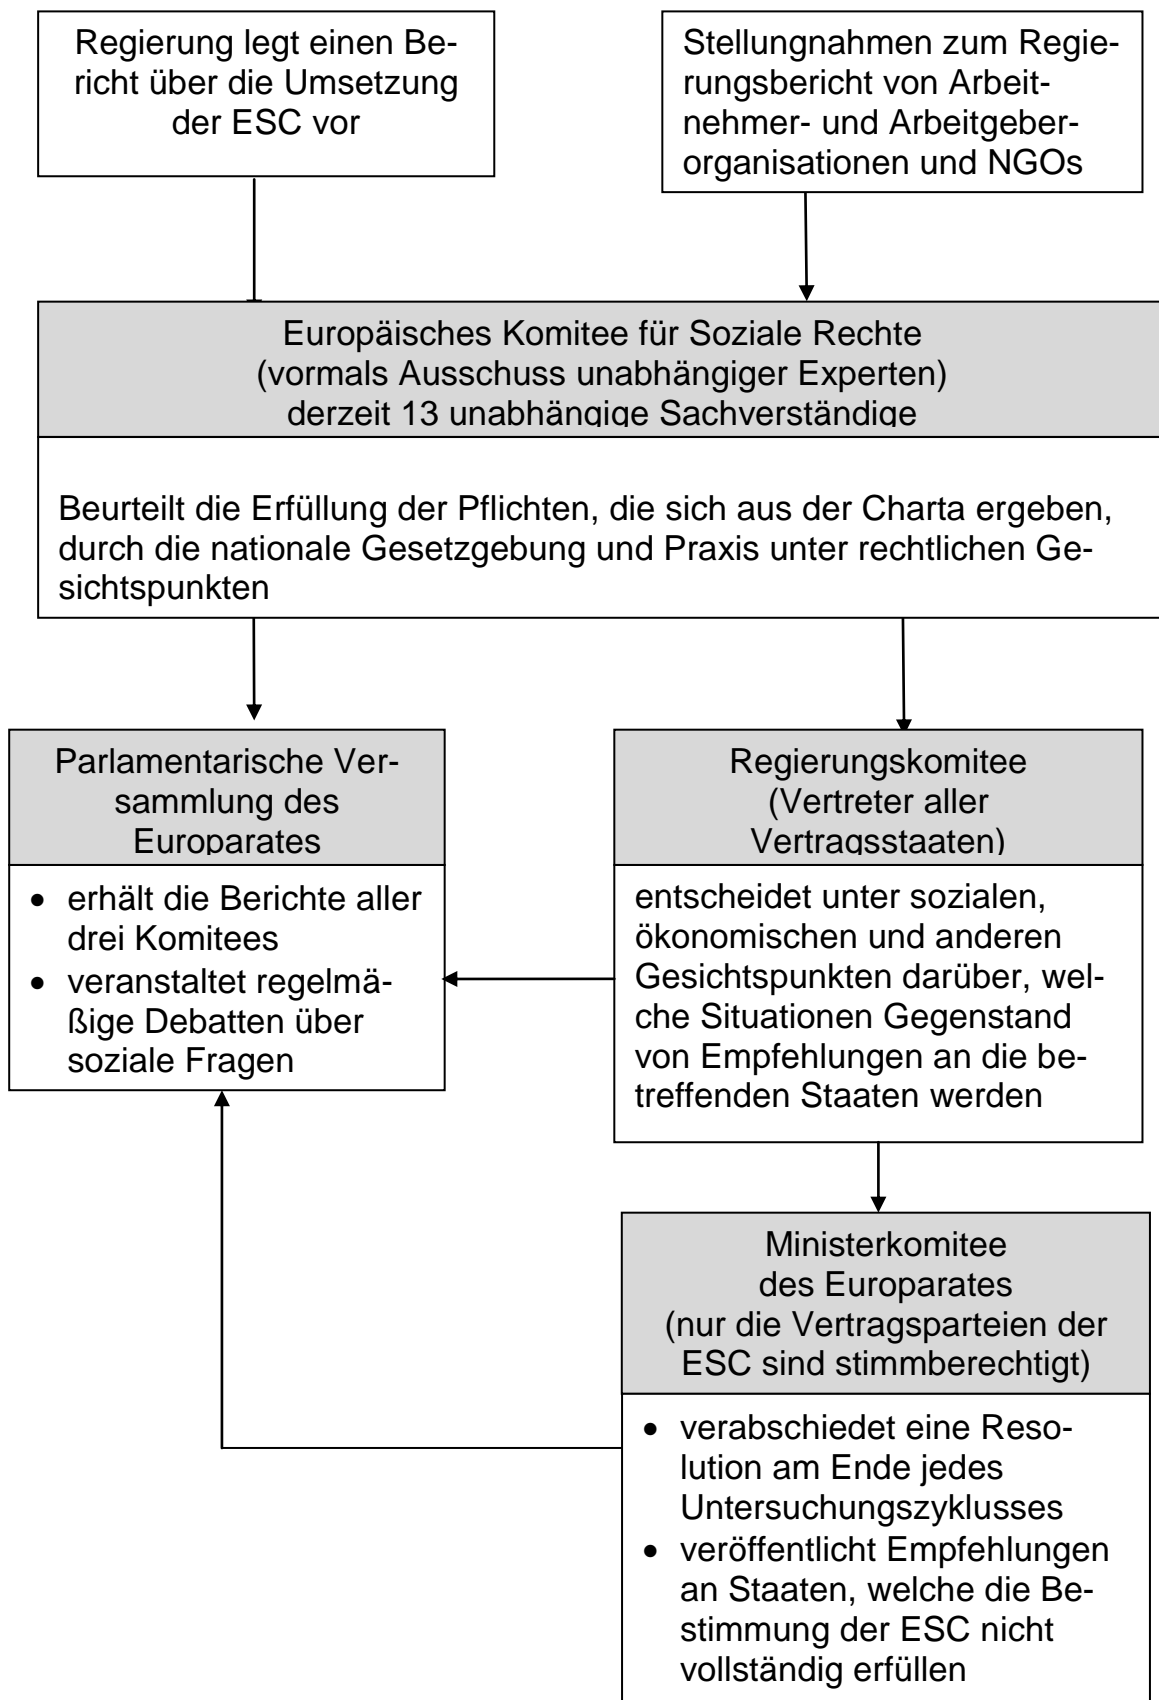 Regierung legt einen Be-
richt über die Umsetzung
der ESC vor
Stellungnahmen zum Regie-
rungsbericht von Arbeit-
nehmer- und Arbeitgeber-
organisationen und NGOs
Europäisches Komitee für Soziale Rechte
(vormals Ausschuss unabhängiger Experten)
derzeit 13 unabhängige Sachverständige
Beurteilt die Erfüllung der Pflichten, die sich aus der Charta ergeben,
durch die nationale Gesetzgebung und Praxis unter rechtlichen Ge-
sichtspunkten
Parlamentarische Ver-
sammlung des
Europarates
• erhält die Berichte aller
drei Komitees
• veranstaltet regelmä-
ßige Debatten über
soziale Fragen
Regierungskomitee
(Vertreter aller
Vertragsstaaten)
entscheidet unter sozialen,
ökonomischen und anderen
Gesichtspunkten darüber, wel-
che Situationen Gegenstand
von Empfehlungen an die be-
treffenden Staaten werden
Ministerkomitee
des Europarates
(nur die Vertragsparteien der
ESC sind stimmberechtigt)
• verabschiedet eine Reso-
lution am Ende jedes
Untersuchungszyklusses
• veröffentlicht Empfehlungen
an Staaten, welche die Be-
stimmung der ESC nicht
vollständig erfüllen